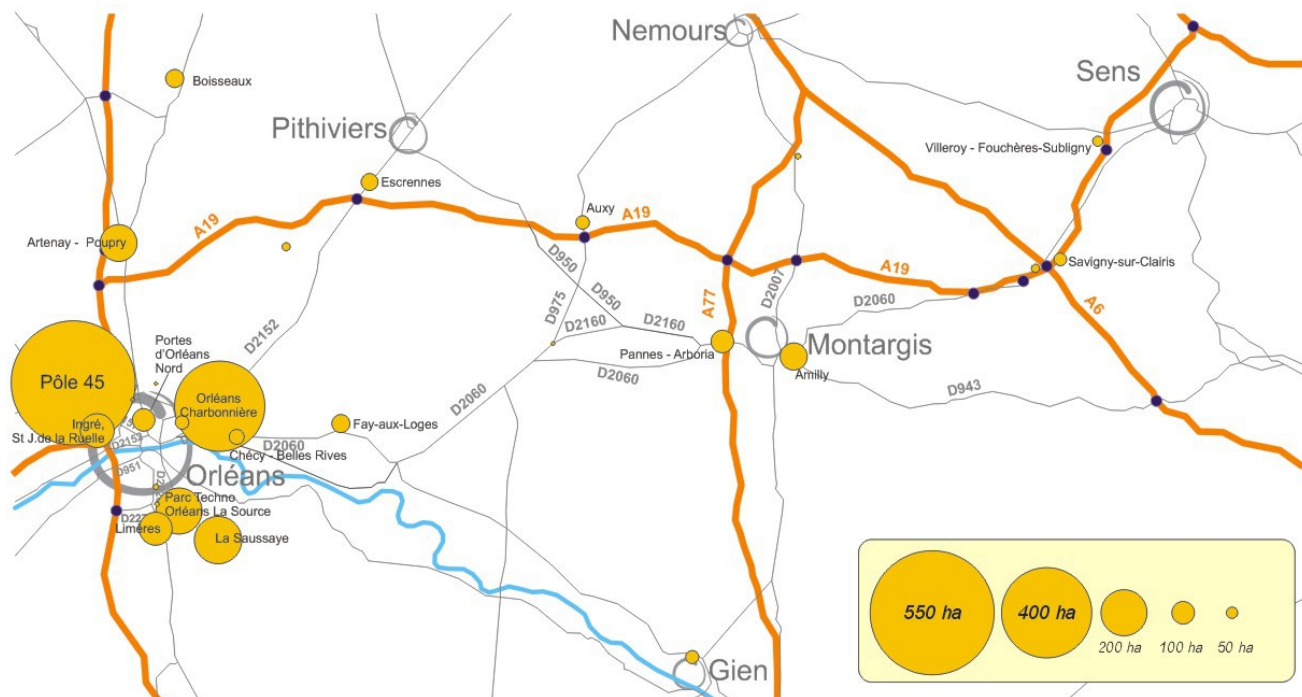 Nemours
Sens
Boisseaux
Pithiviers
Villeroy - Fouchères-Subligny
Escrennes
Auxy
A19
A19
Artenay - Poupry
D950
A19
Savigny-sur-Clairis
D2007
D950
D975
A77
D2060
A6
D2160
D2160
D2152
Portes
d'Orléans
Nord
Pannes - Arboria
Montargis
Pôle 45
D2060
Amilly
D943
Orléans
Charbonnière
D2060
Ingré,
St J.de la Ruelle
Fay-aux-Loges
D2152
D2060
Chécy - Belles Rives
D951
Orléans
Parc Techno
Orléans La Source
Limères
La Saussaye
550 ha
400 ha
200 ha
100 ha
50 ha
Gien